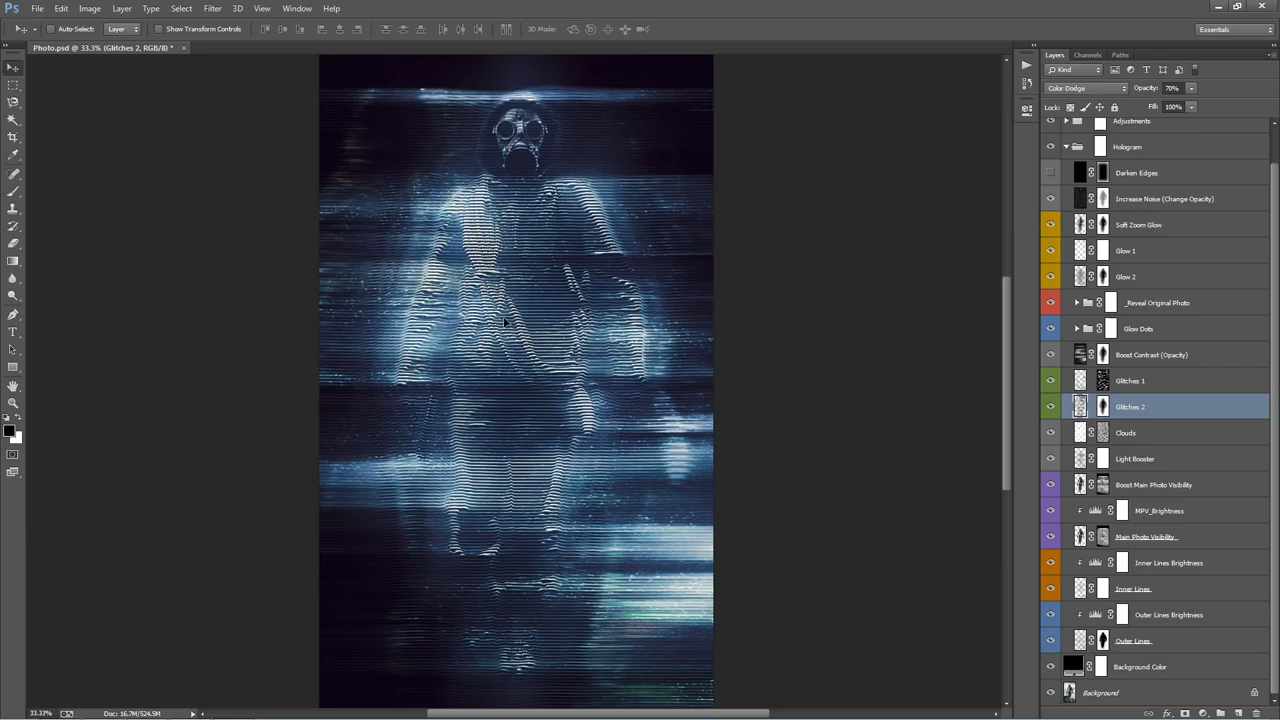 Ps File Edit Image Layer Type Select Filter 3D View Window Help
Auto-Select: Layer Show Transform Controls 3D Mode: Essentials
Photo.psd @ 33.3% (Glitches 2, RGB/8) *
Layers Channels Paths
Kind
Color Dodge Opacity: 70%
Lock: Fill: 100%
Adjustments
Hologram
Darken Edges
Increase Noise (Change Opacity)
Soft Zoom Glow
Glow 1
Glow 2
_Reveal Original Photo
Glow Dots
Boost Contrast (Opacity)
Glitches 1
Glitches 2
Clouds
Light Booster
Boost Main Photo Visibility
MPV_Brightness
Main Photo Visibility
Inner Lines Brightness
Inner Lines
Outer Lines Brightness
Outer Lines
Background Color
Background
33.33% Doc: 16.7M/524.5M